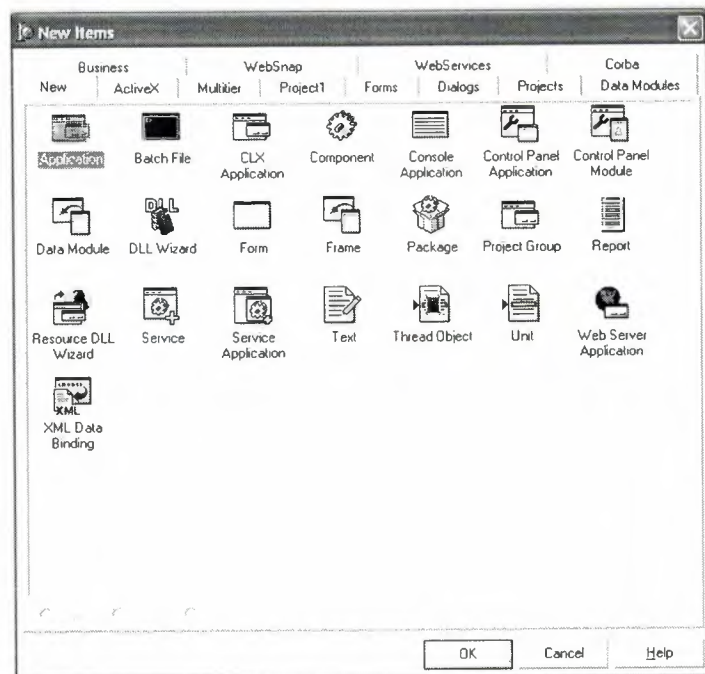 New Items
Business WebSnap WebServices Corba
New ActiveX Multitier Project1 Forms Dialogs Projects Data Modules
Application Batch File CLX Application Component Console Application Control Panel Application Control Panel Module
Data Module DLL DLL Wizard Form Frame Package Project Group Report
Resource DLL Wizard Service Service Application Text Thread Object Unit Web Server Application
XML
XML Data Binding
OK Cancel Help